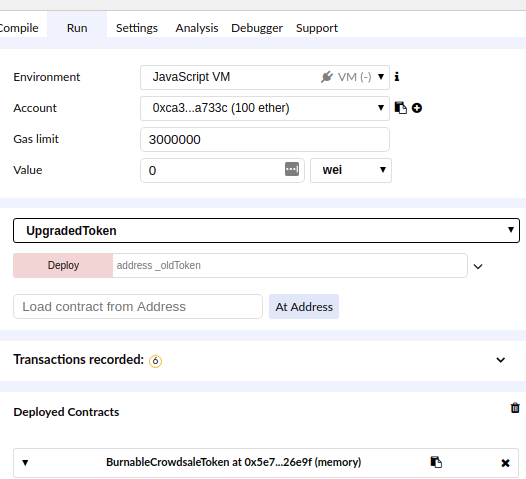 Compile Run Settings Analysis Debugger Support
Environment JavaScript VM VM (-)
Account 0xca3...a733c (100 ether)
Gas limit 3000000
Value 0 wei
UpgradedToken
Deploy address _oldToken
Load contract from Address At Address
Transactions recorded: 6
Deployed Contracts
BurnableCrowdsaleToken at 0x5e7...26e9f (memory)